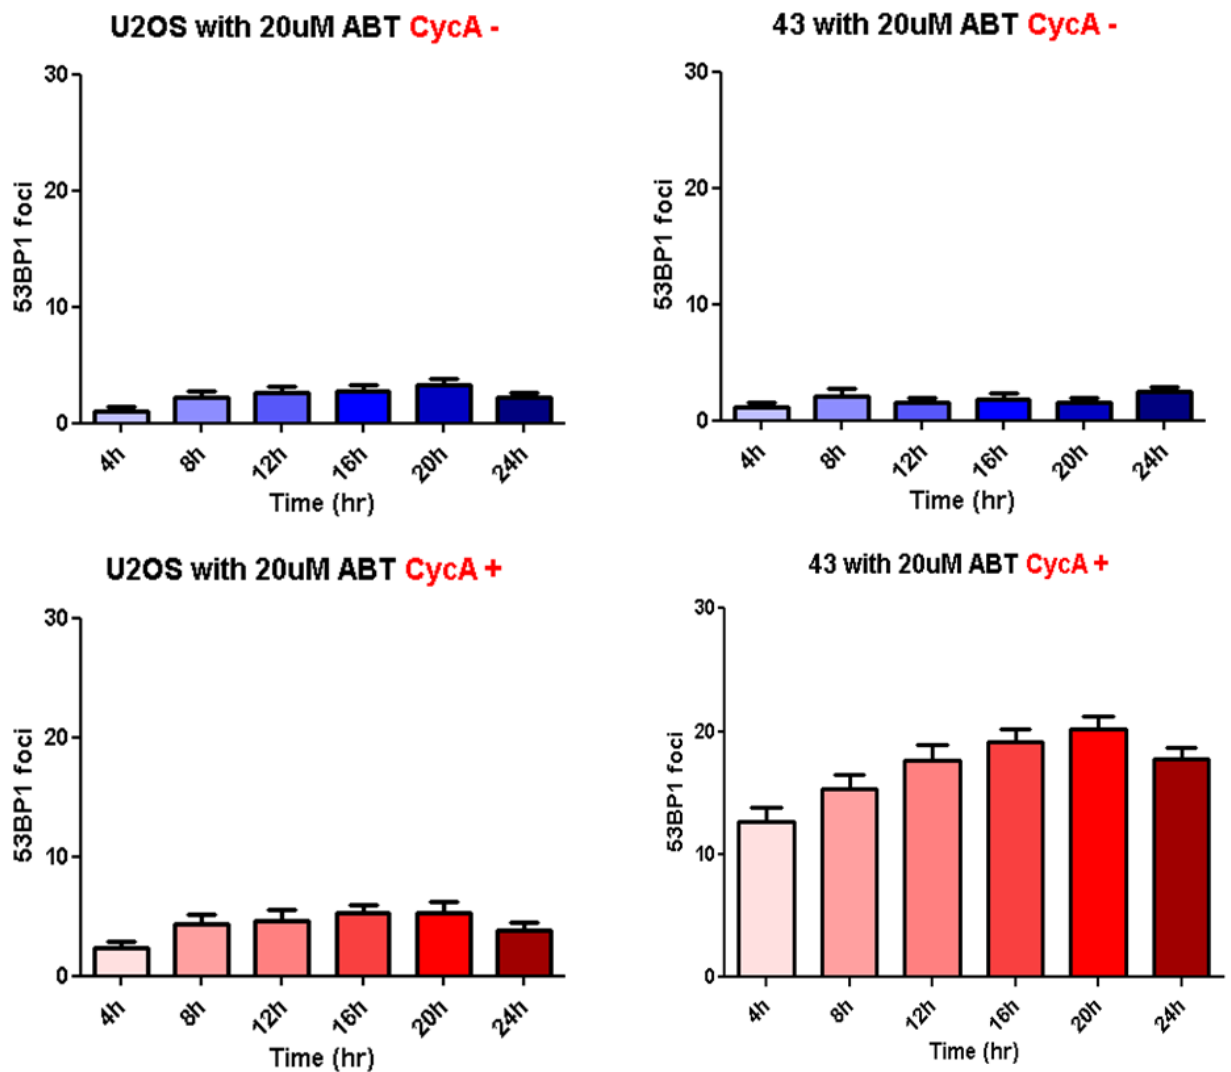 U2OS with 20uM ABT CycA -
30
20
10
0
53BP1 foci
4h
8h
12h
16h
20h
24h
Time (hr)
43 with 20uM ABT CycA -
30
20
10
0
53BP1 foci
4h
8h
12h
16h
20h
24h
Time (hr)
U2OS with 20uM ABT CycA +
30
20
10
0
53BP1 foci
4h
8h
12h
16h
20h
24h
Time (hr)
43 with 20uM ABT CycA +
30
20
10
0
53BP1 foci
4h
8h
12h
16h
20h
24h
Time (hr)